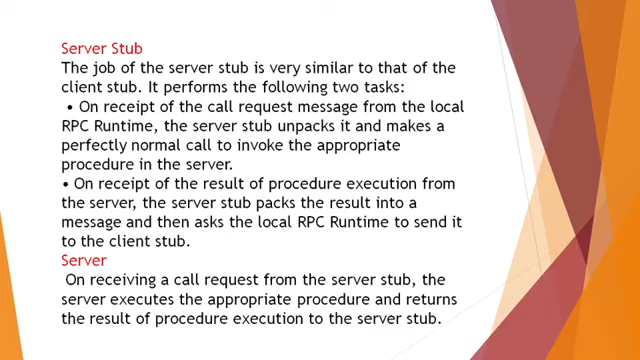 Server Stub
The job of the server stub is very similar to that of the
client stub. It performs the following two tasks:
• On receipt of the call request message from the local
RPC Runtime, the server stub unpacks it and makes a
perfectly normal call to invoke the appropriate
procedure in the server.
• On receipt of the result of procedure execution from
the server, the server stub packs the result into a
message and then asks the local RPC Runtime to send it
to the client stub.
Server
On receiving a call request from the server stub, the
server executes the appropriate procedure and returns
the result of procedure execution to the server stub.